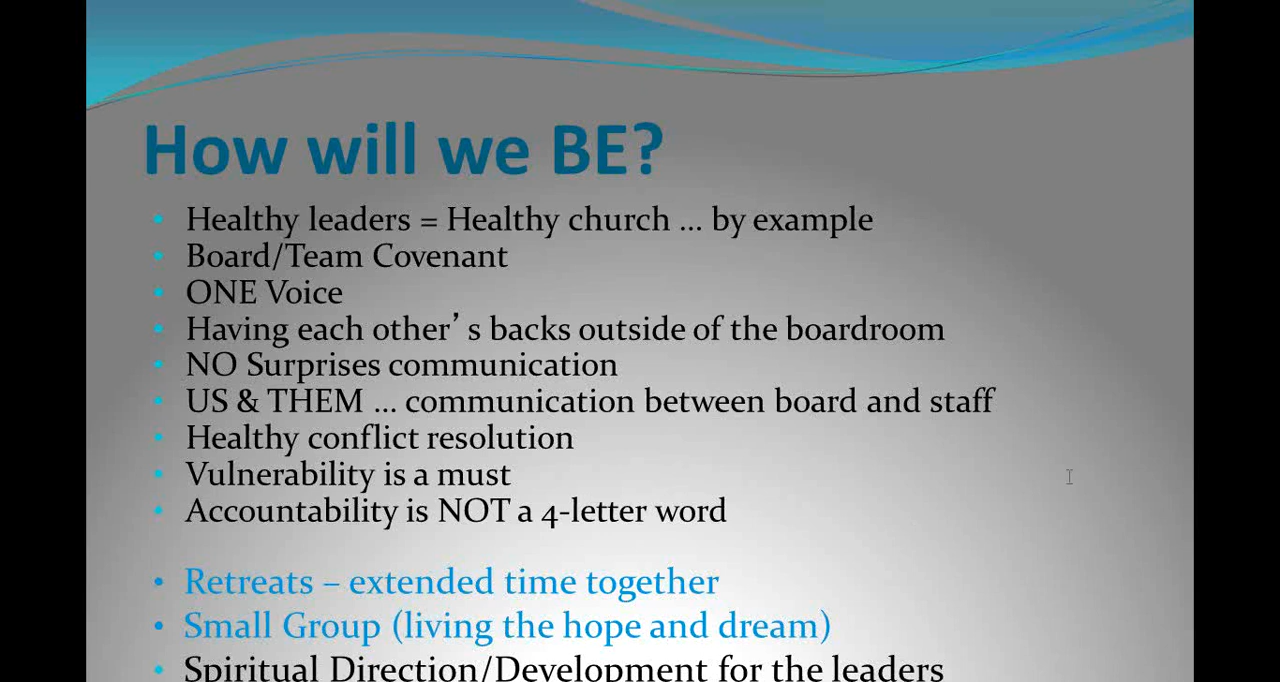 How will we BE?
• Healthy leaders = Healthy church ... by example
• Board/Team Covenant
• ONE Voice
• Having each other’s backs outside of the boardroom
• NO Surprises communication
• US & THEM ... communication between board and staff
• Healthy conflict resolution
• Vulnerability is a must
• Accountability is NOT a 4-letter word
• Retreats – extended time together
• Small Group (living the hope and dream)
• Spiritual Direction/Development for the leaders